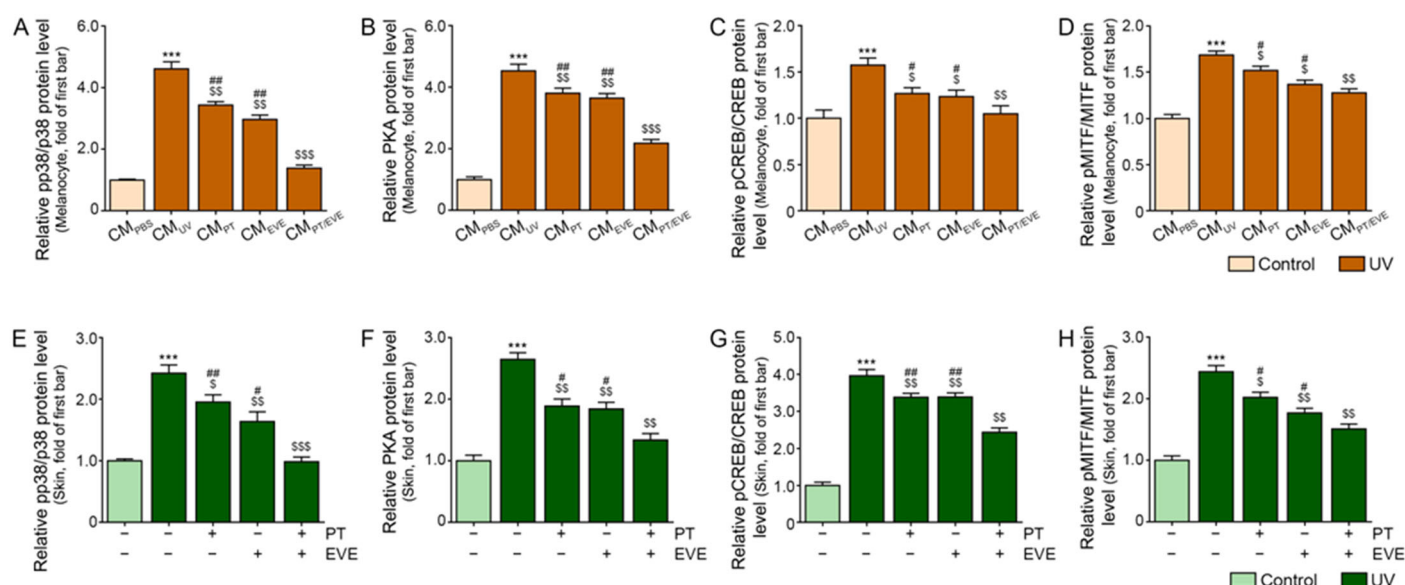 A
Relative pp38/p38 protein level
(Melanocyte, fold of first bar)
6.0
4.0
2.0
0
***
##
$$
##
$$
$$$
CMPBS
CMUV
CMPT
CMEVE
CMPT/EVE
B
Relative PKA protein level
(Melanocyte, fold of first bar)
6.0
4.0
2.0
0
***
##
$$
##
$$
$$$
CMPBS
CMUV
CMPT
CMEVE
CMPT/EVE
C
Relative pCREB/CREB protein
level (Melanocyte, fold of first bar)
2.0
1.5
1.0
0.5
0
***
#
$
#
$
$$
CMPBS
CMUV
CMPT
CMEVE
CMPT/EVE
D
Relative pMITF/MITF protein
level (Melanocyte, fold of first bar)
2.0
1.5
1.0
0.5
0
***
#
$
#
$
$$
CMPBS
CMUV
CMPT
CMEVE
CMPT/EVE
Control UV
E
Relative pp38/p38 protein level
(Skin, fold of first bar)
3.0
2.0
1.0
0
***
##
$
#
$$
$$$
− − + − + PT
− − − + + EVE
F
Relative PKA protein level
(Skin, fold of first bar)
3.0
2.0
1.0
0
***
#
$$
#
$$
$$
− − + − + PT
− − − + + EVE
G
Relative pCREB/CREB protein
level (Skin, fold of first bar)
5.0
4.0
3.0
2.0
1.0
0
***
##
$$
##
$$
$$
− − + − + PT
− − − + + EVE
H
Relative pMITF/MITF protein
level (Skin, fold of first bar)
3.0
2.0
1.0
0
***
#
$
#
$$
$$
− − + − + PT
− − − + + EVE
Control UV